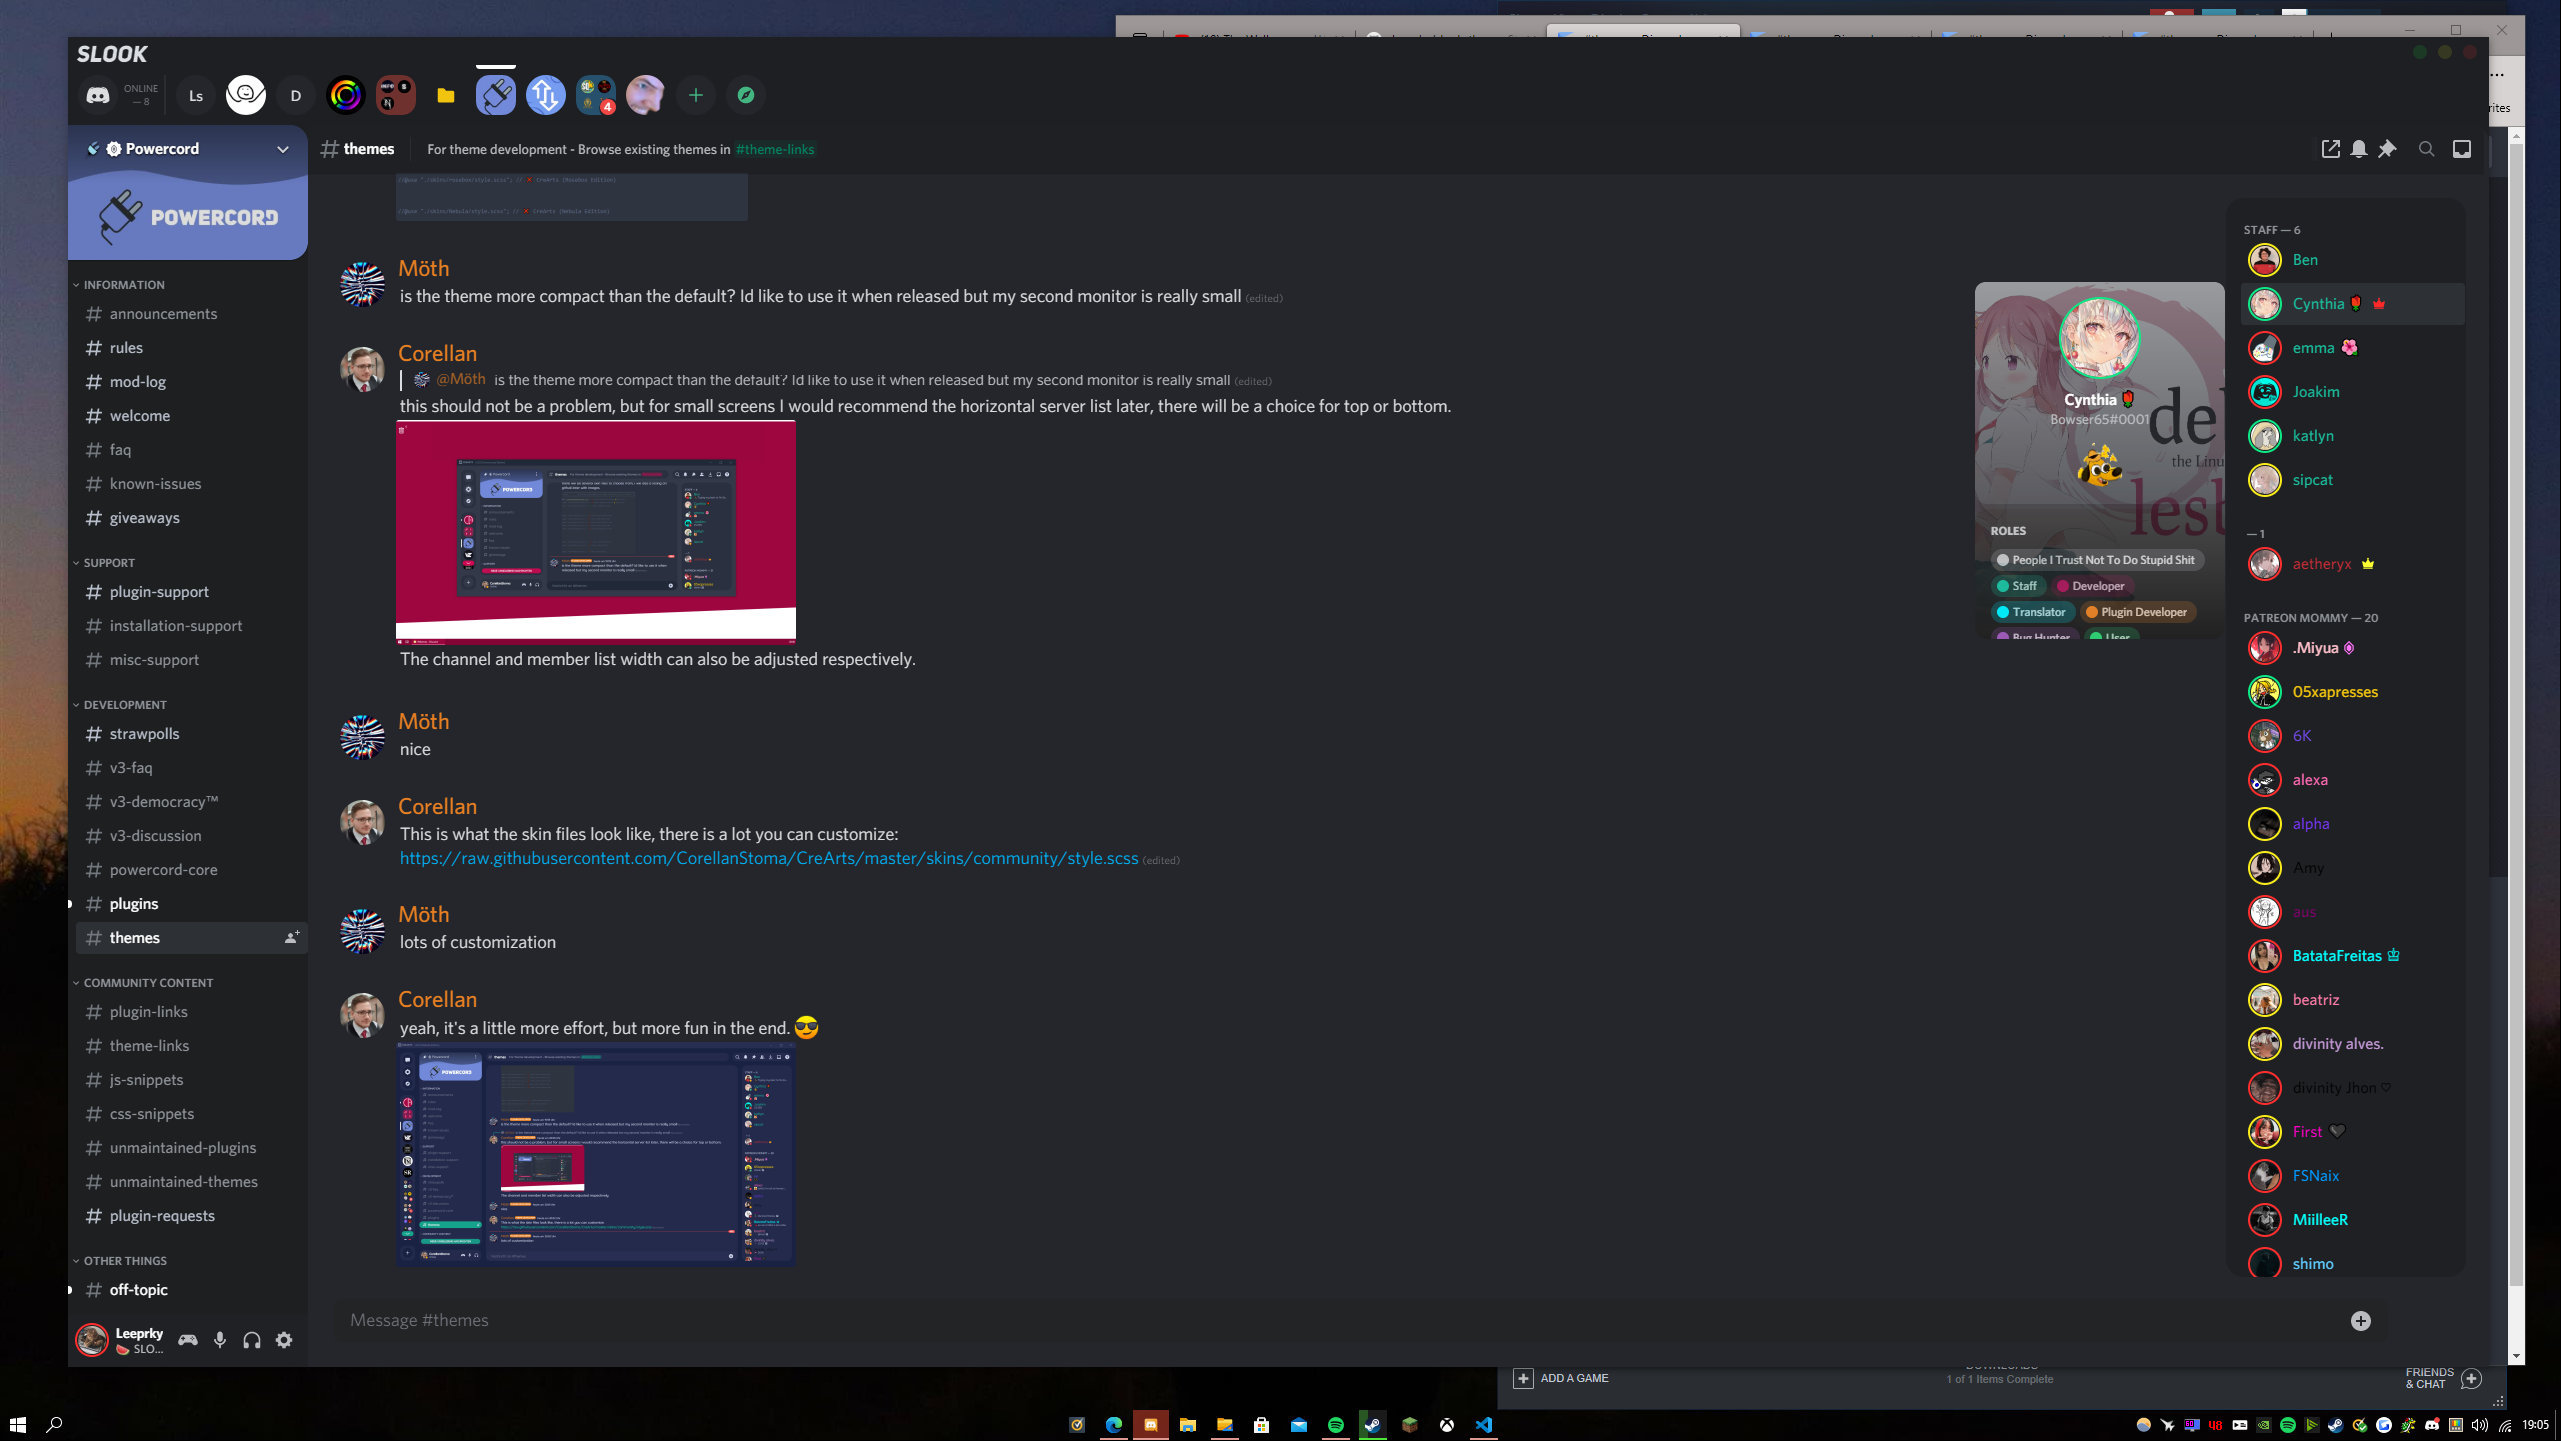 SLOOK
ONLINE
— 8
Ls
D
4
Powercord
# themes
For theme development - Browse existing themes in #theme-links
POWERCORD
INFORMATION
# announcements
# rules
# mod-log
# welcome
# faq
# known-issues
# giveaways
SUPPORT
# plugin-support
# installation-support
# misc-support
DEVELOPMENT
# strawpolls
# v3-faq
# v3-democracy™
# v3-discussion
# powercord-core
# plugins
# themes
COMMUNITY CONTENT
# plugin-links
# theme-links
# js-snippets
# css-snippets
# unmaintained-plugins
# unmaintained-themes
# plugin-requests
OTHER THINGS
# off-topic
Leeprky
SLO...
Möth
is the theme more compact than the default? Id like to use it when released but my second monitor is really small (edited)
Corellan
@Möth is the theme more compact than the default? Id like to use it when released but my second monitor is really small (edited)
this should not be a problem, but for small screens I would recommend the horizontal server list later, there will be a choice for top or bottom.
The channel and member list width can also be adjusted respectively.
Möth
nice
Corellan
This is what the skin files look like, there is a lot you can customize:
https://raw.githubusercontent.com/CorellanStoma/CreArts/master/skins/community/style.scss (edited)
Möth
lots of customization
Corellan
yeah, it's a little more effort, but more fun in the end. 😎
Message #themes
Cynthia
Bowser65#0001
de
the Linu
lesb
ROLES
People I Trust Not To Do Stupid Shit
Staff
Developer
Translator
Plugin Developer
Bug Hunter
User
STAFF — 6
Ben
Cynthia
emma
Joakim
katlyn
sipcat
— 1
aetheryx
PATREON MOMMY — 20
.Miyua
05xapresses
6K
alexa
alpha
Amy
aus
BatataFreitas
beatriz
divinity alves.
divinity Jhon
First
FSNaix
MiilleeR
shimo
rites
ADD A GAME
DOWNLOADS
1 of 1 Items Complete
FRIENDS
& CHAT
19:05